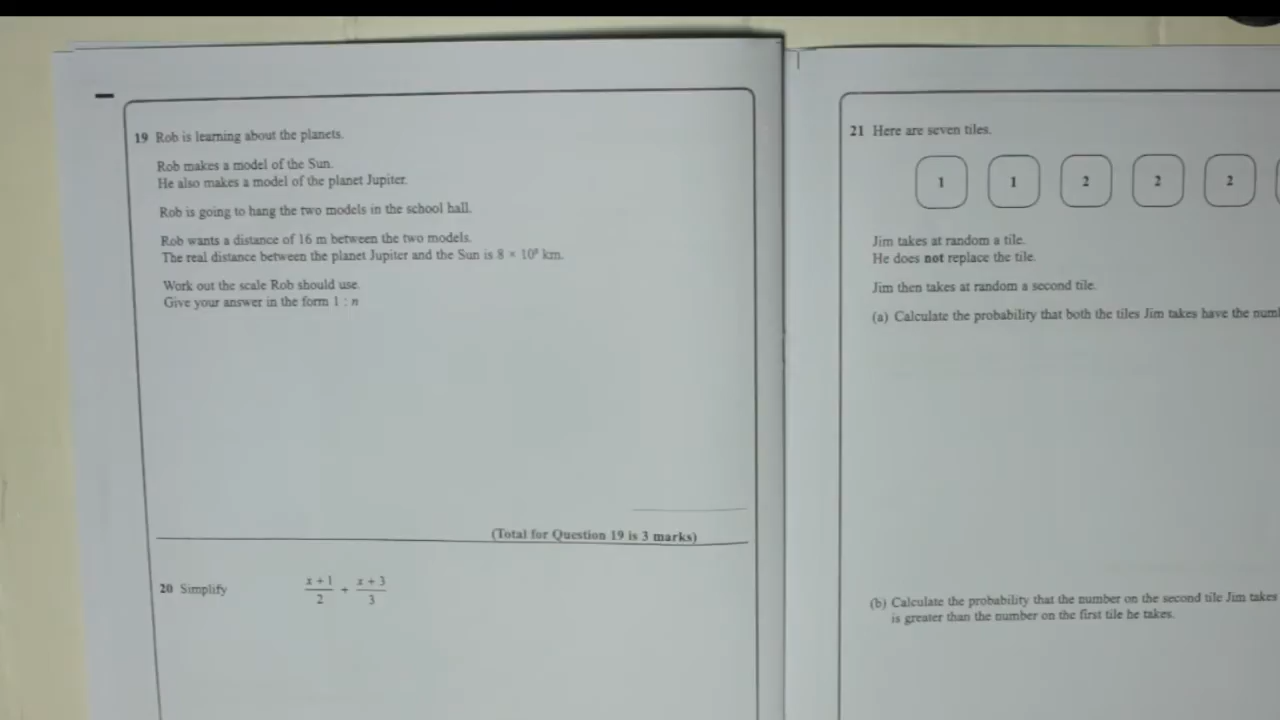 19 Rob is learning about the planets.
Rob makes a model of the Sun.
He also makes a model of the planet Jupiter.
Rob is going to hang the two models in the school hall.
Rob wants a distance of 16 m between the two models.
The real distance between the planet Jupiter and the Sun is 8 × 10⁸ km.
Work out the scale Rob should use.
Give your answer in the form 1 : n
(Total for Question 19 is 3 marks)
20 Simplify x + 1 / 2 + x + 3 / 3
21 Here are seven tiles.
1 1 2 2 2
Jim takes at random a tile.
He does not replace the tile.
Jim then takes at random a second tile.
(a) Calculate the probability that both the tiles Jim takes have the
(b) Calculate the probability that the number on the second tile Jim takes
is greater than the number on the first tile he takes.